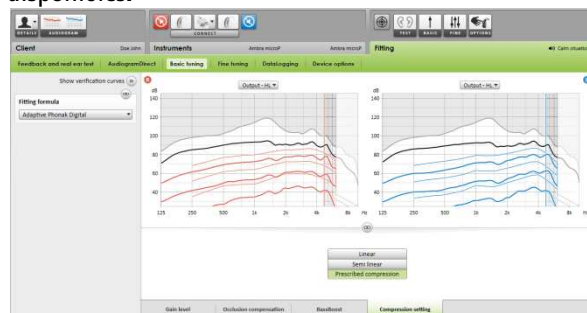 disponíveis.
DETAILS AUDIOGRAM
CONNECT
TEST BASIC FINE OPTIONS
Client Doe John Instruments Ambra microP Ambra microP Fitting Calm situation
Feedback and real ear test AudiogramDirect Basic tuning Fine tuning DataLogging Device options
Show verification curves
Fitting formula
Adaptive Phonak Digital
Output - HL Output - HL
dB dB
140 140
120 120
100 100
80 80
60 60
40 40
125 250 500 1k 2k 4k 8k Hz 125 250 500 1k 2k 4k 8k Hz
Linear
Semi linear
Prescribed compression
Gain level Occlusion compensation Bassboost Compression setting